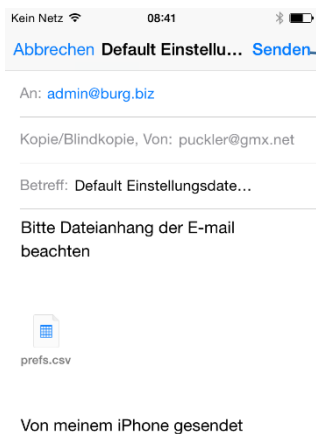 Kein Netz 08:41
Abbrechen Default Einstellu... Senden
An: admin@burg.biz
Kopie/Blindkopie, Von: puckler@gmx.net
Betreff: Default Einstellungsdate...
Bitte Dateianhang der E-mail
beachten
prefs.csv
Von meinem iPhone gesendet